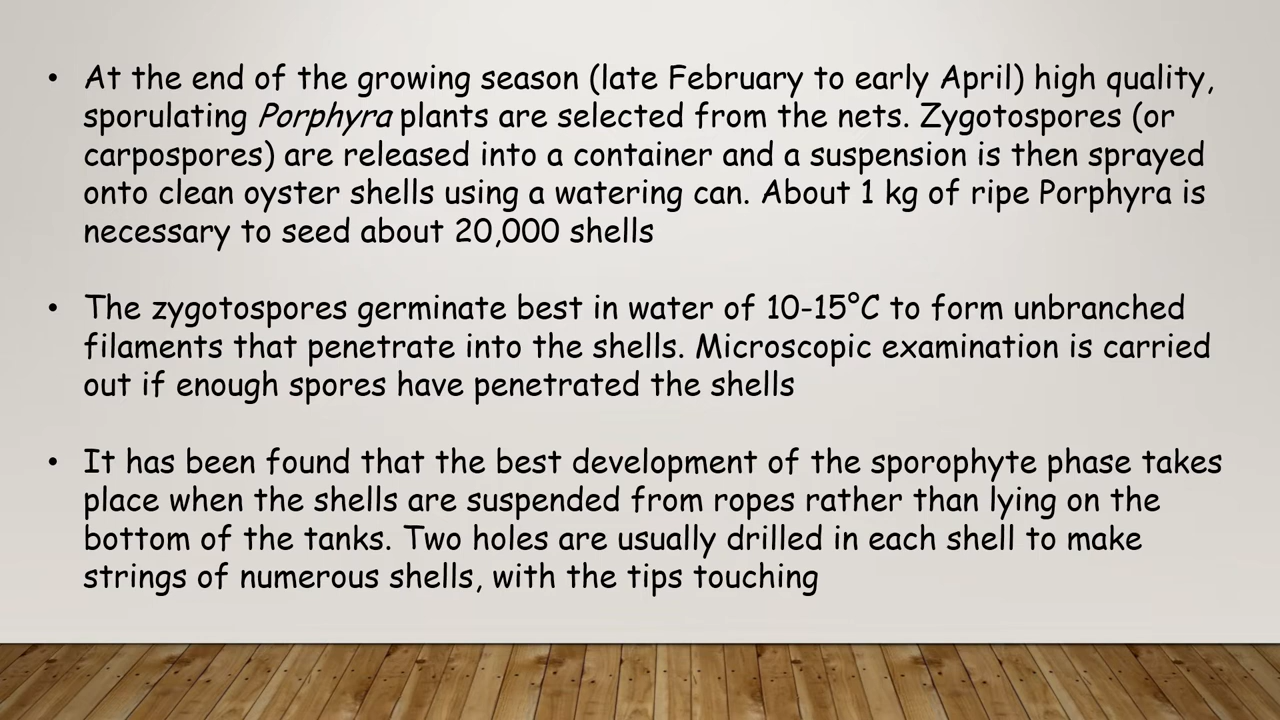 • At the end of the growing season (late February to early April) high quality,
sporulating Porphyra plants are selected from the nets. Zygotospores (or
carpospores) are released into a container and a suspension is then sprayed
onto clean oyster shells using a watering can. About 1 kg of ripe Porphyra is
necessary to seed about 20,000 shells
• The zygotospores germinate best in water of 10-15°C to form unbranched
filaments that penetrate into the shells. Microscopic examination is carried
out if enough spores have penetrated the shells
• It has been found that the best development of the sporophyte phase takes
place when the shells are suspended from ropes rather than lying on the
bottom of the tanks. Two holes are usually drilled in each shell to make
strings of numerous shells, with the tips touching